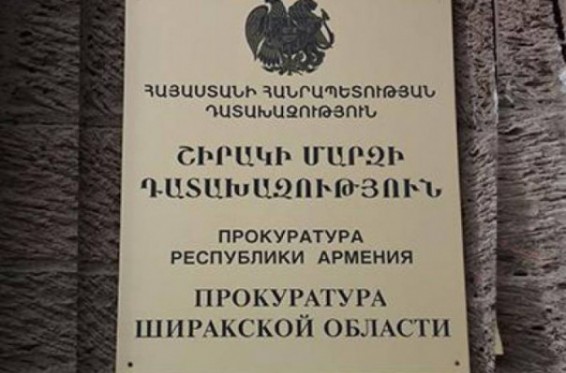 ՀԱՅԱՍՏԱՆԻ ՀԱՆՐԱՊԵՏՈՒԹՅԱՆ
ԴԱՏԱԽԱԶՈՒԹՅՈՒՆ
ՇԻՐԱԿԻ ՄԱՐԶԻ
ԴԱՏԱԽԱԶՈՒԹՅՈՒՆ
ПРОКУРАТУРА
РЕСПУБЛИКИ АРМЕНИЯ
ПРОКУРАТУРА
ШИРАКСКОЙ ОБЛАСТИ